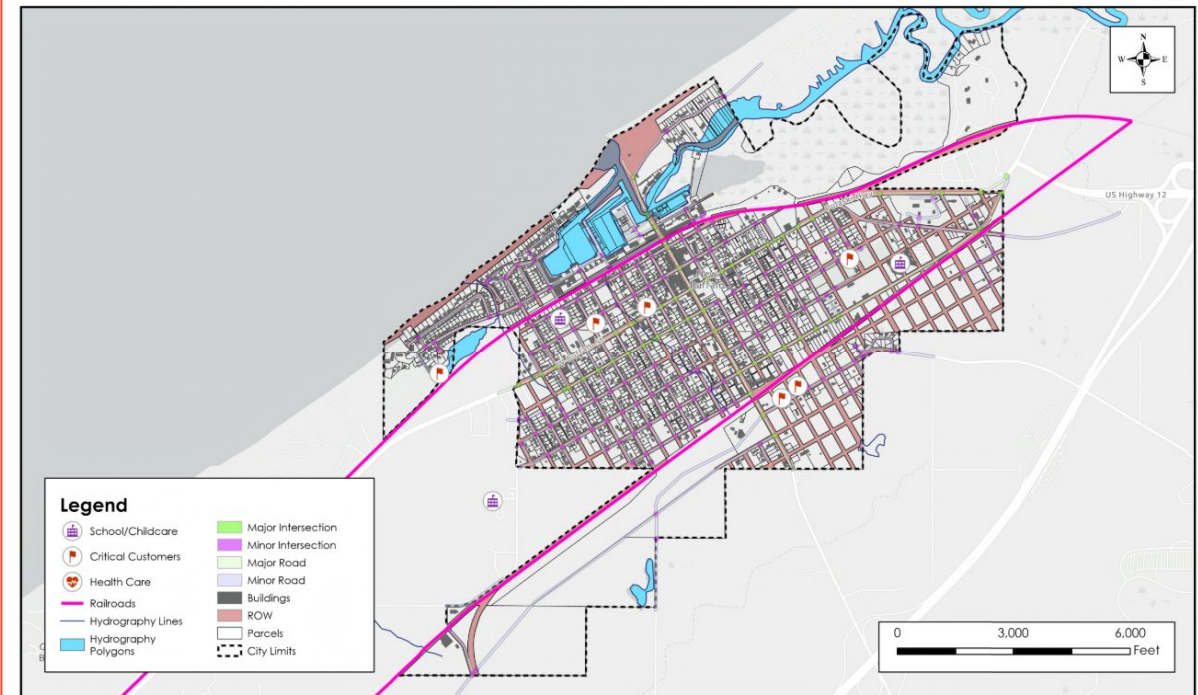 N
W E
S
US Highway 12
Legend
School/Childcare
Critical Customers
Health Care
Railroads
Hydrography Lines
Hydrography
Polygons
Major Intersection
Minor Intersection
Major Road
Minor Road
Buildings
ROW
Parcels
City Limits
0 3,000 6,000
Feet